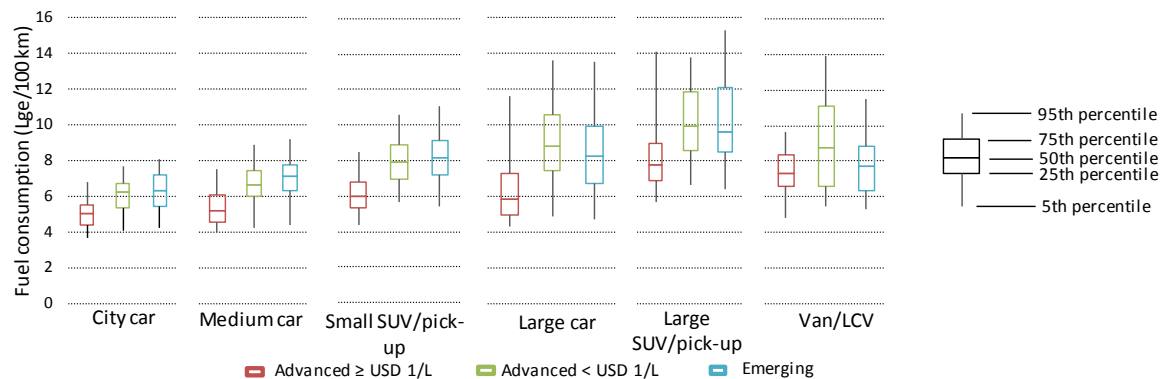 Fuel consumption (Lge/100 km)
16
14
12
10
8
6
4
2
0
City car
Medium car
Small SUV/pick-
up
Large car
Large
SUV/pick-up
Van/LCV
95th percentile
75th percentile
50th percentile
25th percentile
5th percentile
Advanced ≥ USD 1/L
Advanced < USD 1/L
Emerging